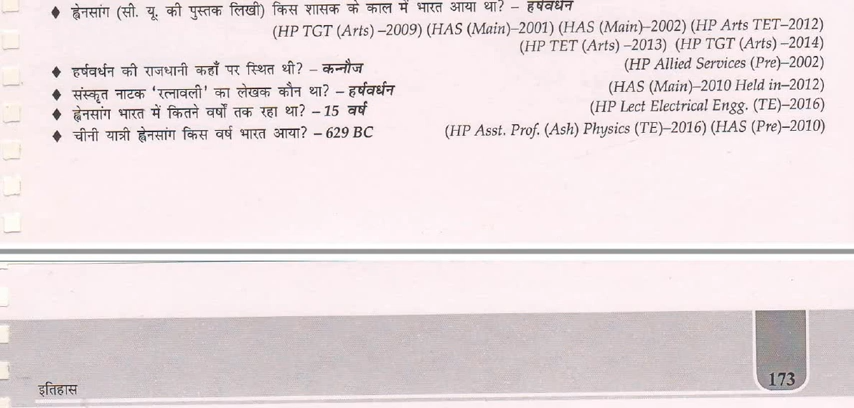 ◆ ह्वेनसांग (सी. यू. की पुस्तक लिखी) किस शासक के काल में भारत आया था? – हर्षवर्धन
(HP TGT (Arts) –2009) (HAS (Main)–2001) (HAS (Main)–2002) (HP Arts TET–2012)
(HP TET (Arts) –2013) (HP TGT (Arts) –2014)
◆ हर्षवर्धन की राजधानी कहाँ पर स्थित थी? – कन्नौज (HP Allied Services (Pre)–2002)
◆ संस्कृत नाटक 'रत्नावली' का लेखक कौन था? – हर्षवर्धन (HAS (Main)–2010 Held in–2012)
◆ ह्वेनसांग भारत में कितने वर्षों तक रहा था? – 15 वर्ष (HP Lect Electrical Engg. (TE)–2016)
◆ चीनी यात्री ह्वेनसांग किस वर्ष भारत आया? – 629 BC (HP Asst. Prof. (Ash) Physics (TE)–2016) (HAS (Pre)–2010)
173
इतिहास